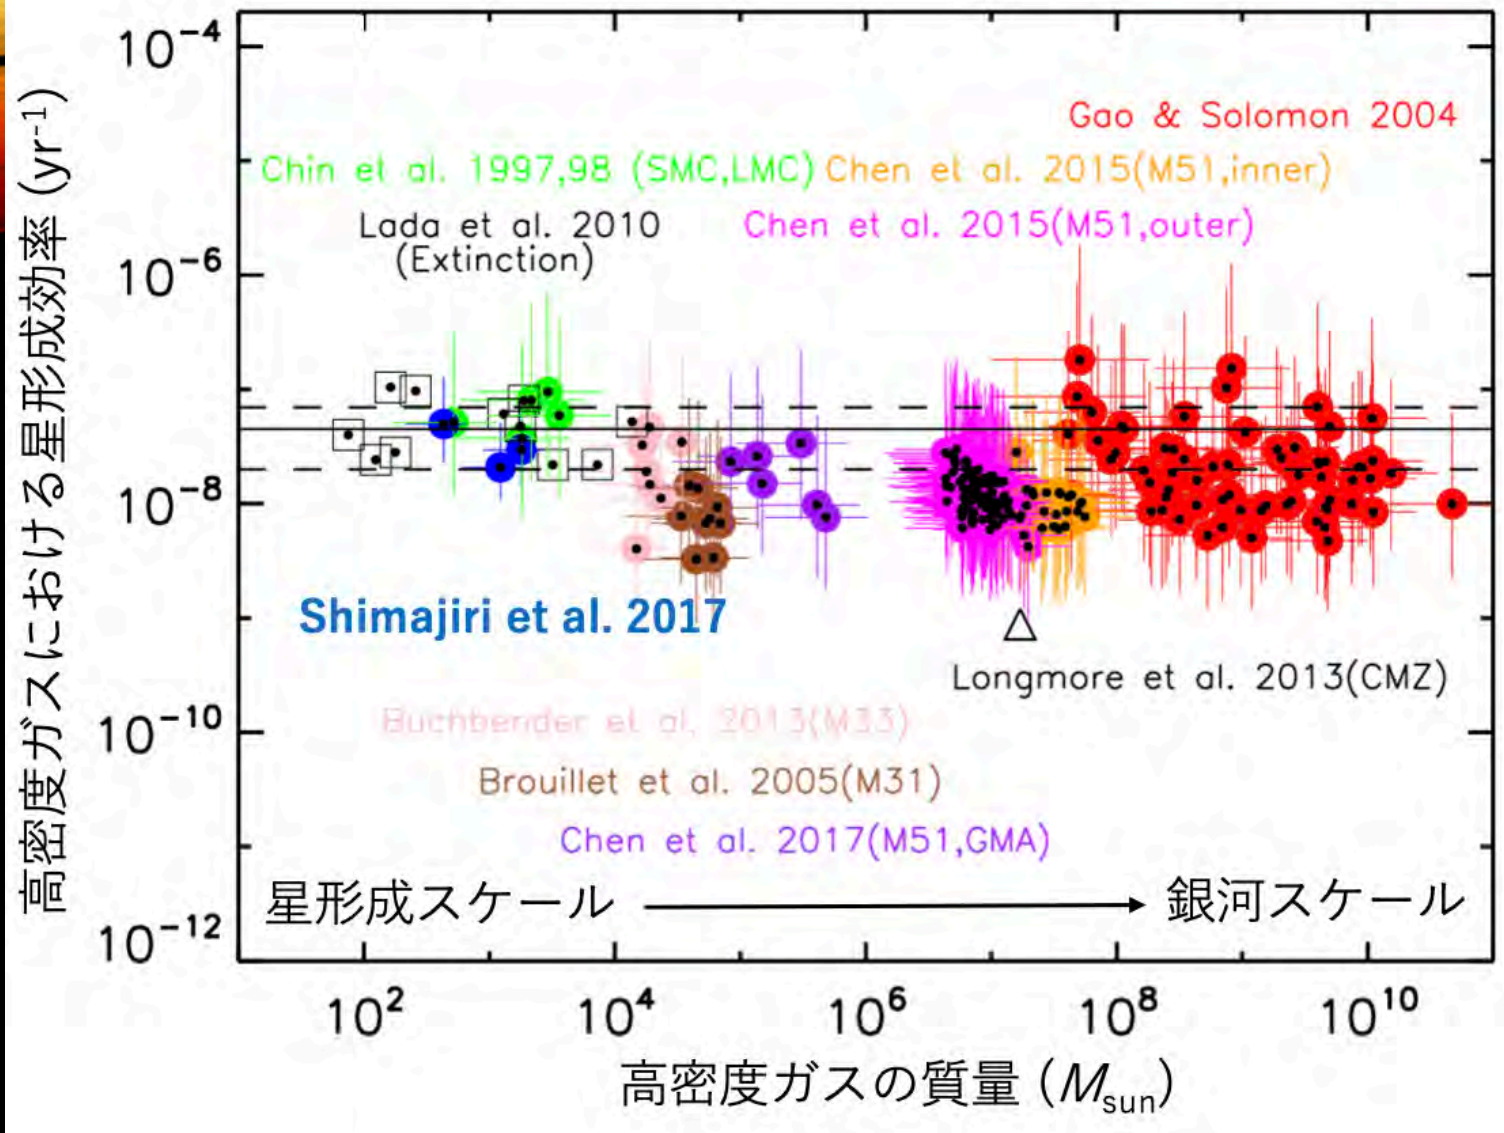 高密度ガスにおける星形成効率 (yr⁻¹)
10⁻⁴
10⁻⁶
10⁻⁸
10⁻¹⁰
10⁻¹²
Gao & Solomon 2004
Chin et al. 1997,98 (SMC,LMC)
Chen et al. 2015(M51,inner)
Lada et al. 2010
(Extinction)
Chen et al. 2015(M51,outer)
Shimajiri et al. 2017
Longmore et al. 2013(CMZ)
Buchbender et al. 2013(M33)
Brouillet et al. 2005(M31)
Chen et al. 2017(M51,GMA)
星形成スケール
銀河スケール
10²
10⁴
10⁶
10⁸
10¹⁰
高密度ガスの質量 (Msun)